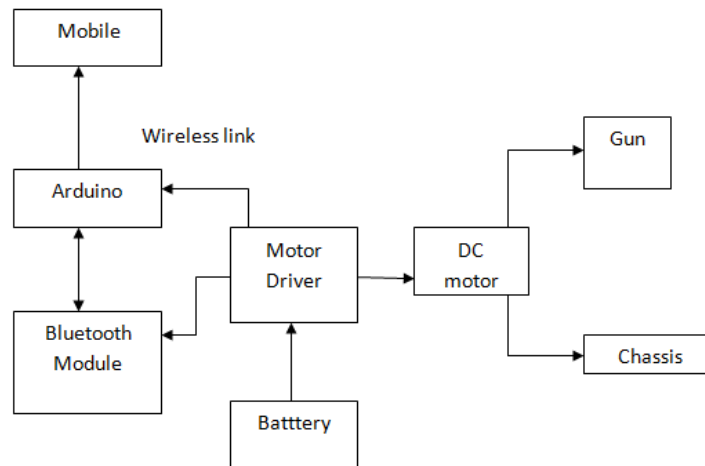 Mobile
Wireless link
Gun
Arduino
Motor
Driver
DC
motor
Bluetooth
Module
Chassis
Batttery